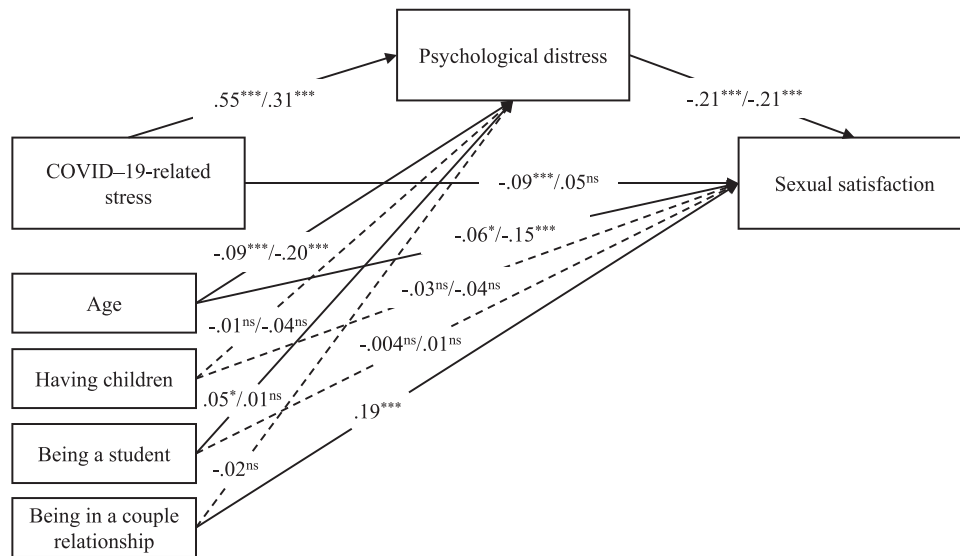 Psychological distress
.55***/.31***
-.21***/-.21***
COVID–19-related
stress
-.09***/.05ns
Sexual satisfaction
-.06*/-.15***
-.09***/-.20***
Age
-.03ns/-.04ns
-.01ns/-.04ns
-.004ns/.01ns
Having children
.05*/.01ns
.19***
Being a student
-.02ns
Being in a couple
relationship